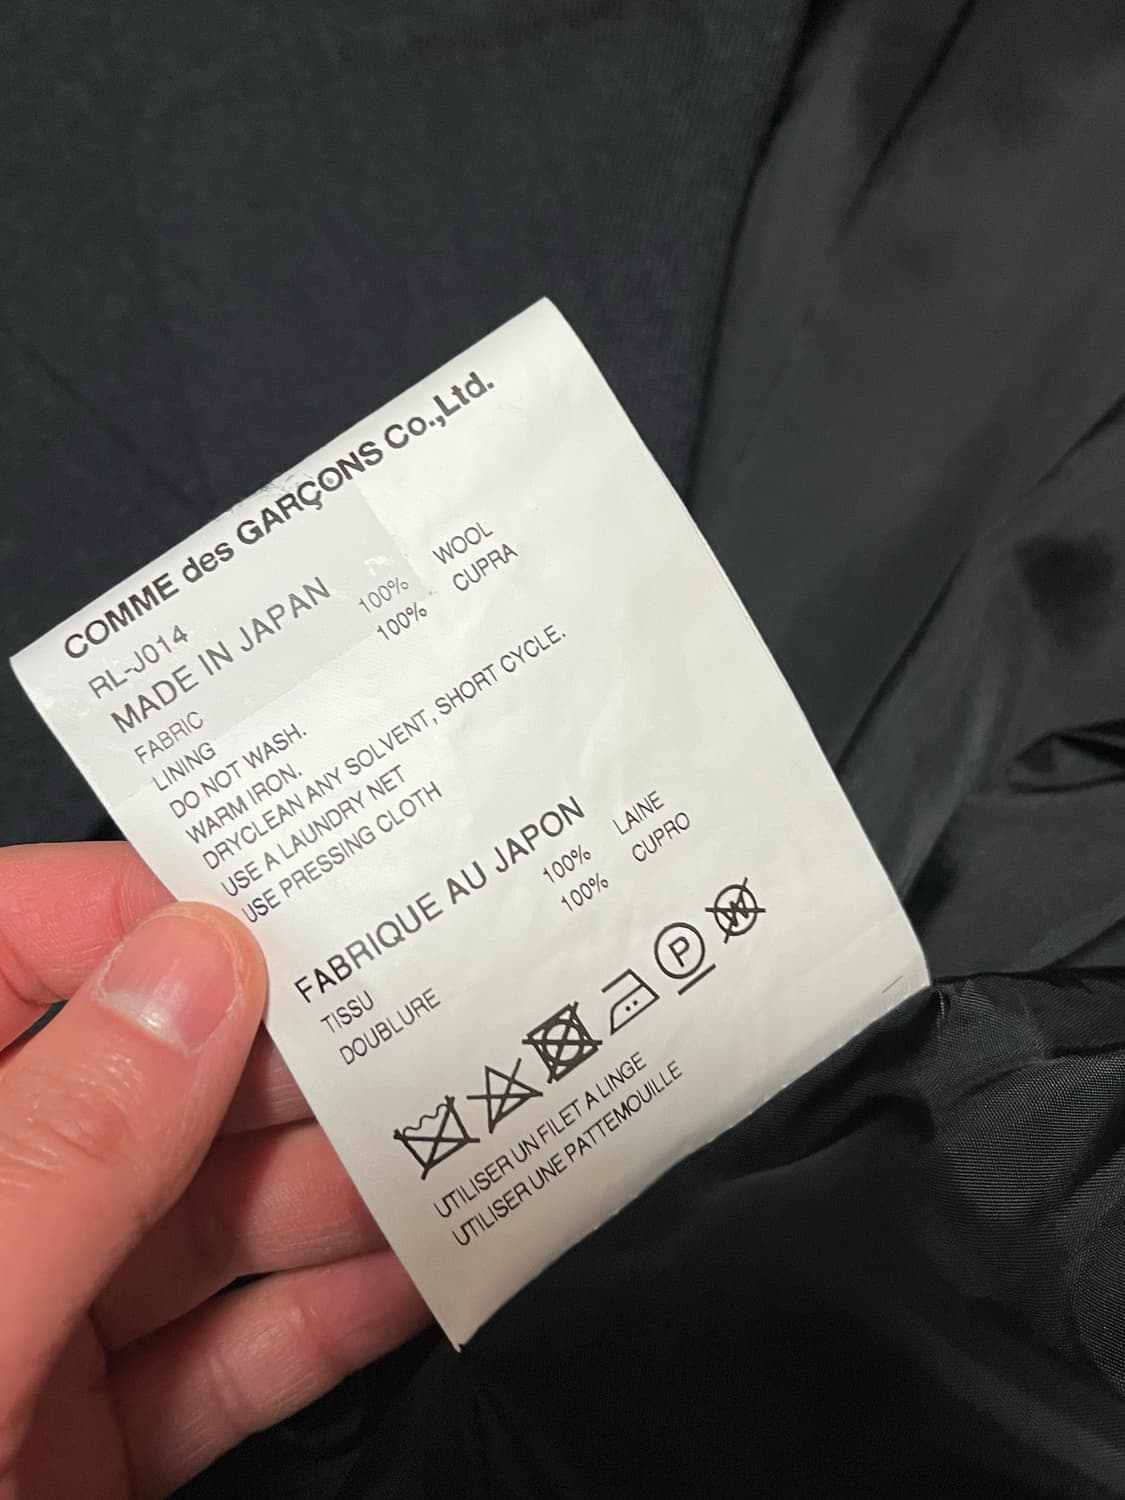 COMME des GARÇONS Co.,Ltd.
RL-J014
MADE IN JAPAN
FABRIC 100% WOOL
LINING 100% CUPRA
DO NOT WASH.
WARM IRON.
DRYCLEAN ANY SOLVENT, SHORT CYCLE.
USE A LAUNDRY NET
USE PRESSING CLOTH
FABRIQUE AU JAPON
TISSU 100% LAINE
DOUBLURE 100% CUPRO
P W
UTILISER UN FILET A LINGE
UTILISER UNE PATTEMOUILLE